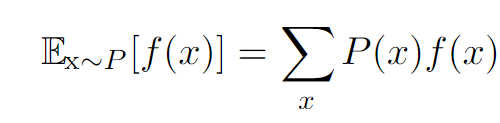 𝔼ₓ∼P[f(x)] = ∑ₓ P(x)f(x)